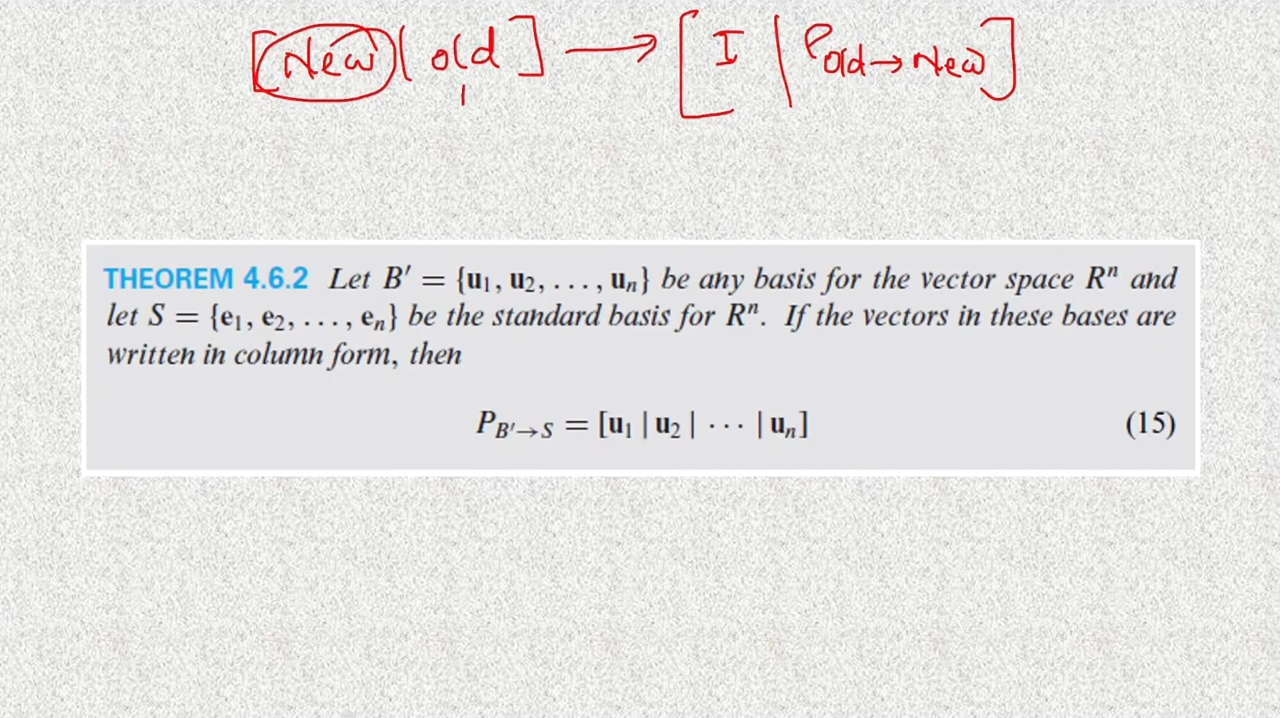 [New | old] → [I | P old→New]
THEOREM 4.6.2 Let B′ = {u₁, u₂, . . . , uₙ} be any basis for the vector space Rⁿ and
let S = {e₁, e₂, . . . , eₙ} be the standard basis for Rⁿ. If the vectors in these bases are
written in column form, then
P_B′→S = [u₁ | u₂ | · · · | uₙ] (15)